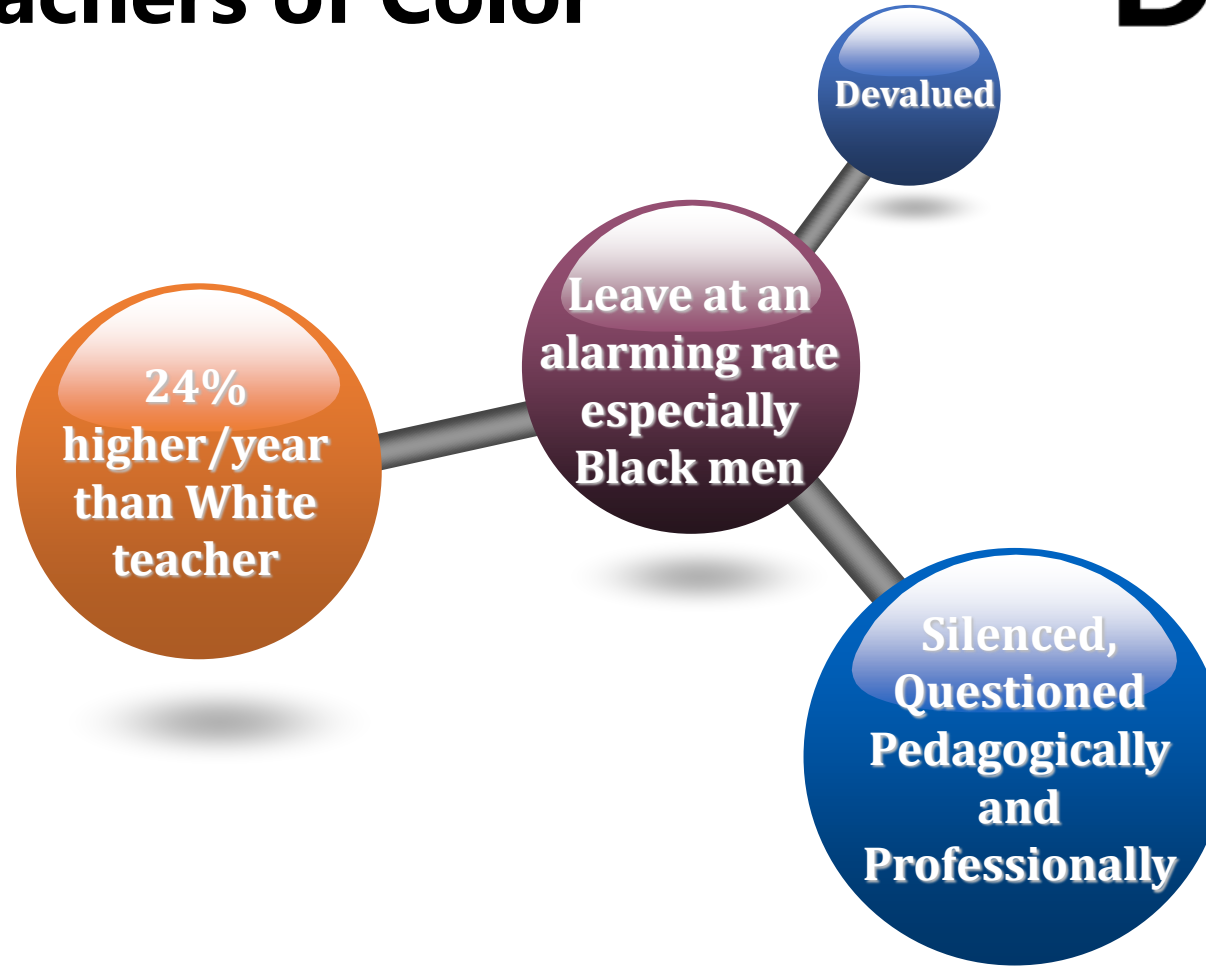 achers of Color
D
Devalued
Leave at an
alarming rate
especially
Black men
24%
higher/year
than White
teacher
Silenced,
Questioned
Pedagogically
and
Professionally